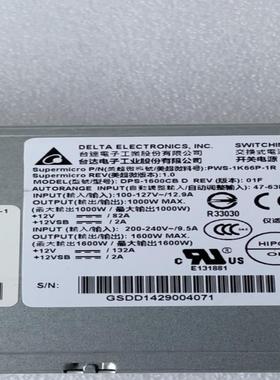 DELTA ELECTRONICS, INC.
SWITCHIN
台達電子工業股份有限公司
交換式電
台达电子工业股份有限公司
开关电源
Supermicro P/N(美超微型號/美超微型号): PWS-1K66P-1R
Supermicro REV(美超微版本): 1.0
MODEL(型號/型号): DPS-1600CB D REV (版本): 01F
AUTORANGE INPUT(自動調整輸入/自动调整输入): 47-63
INPUT(輸入/输入): 100-127V~/12.9A
OUTPUT(輸出/输出): 1000W MAX.
(最大輸出1000W/最大输出1000W)
+12V ⎓ / 82A
+12VSB ⎓ / 2A
INPUT(輸入/输入): 200-240V~/9.5A
OUTPUT(輸出/输出): 1600W MAX.
(最大輸出1600W/最大输出1600W)
+12V ⎓ / 132A
+12VSB ⎓ / 2A
R33030
E131881
-1
S/N:
GSDD1429004071
HIPO